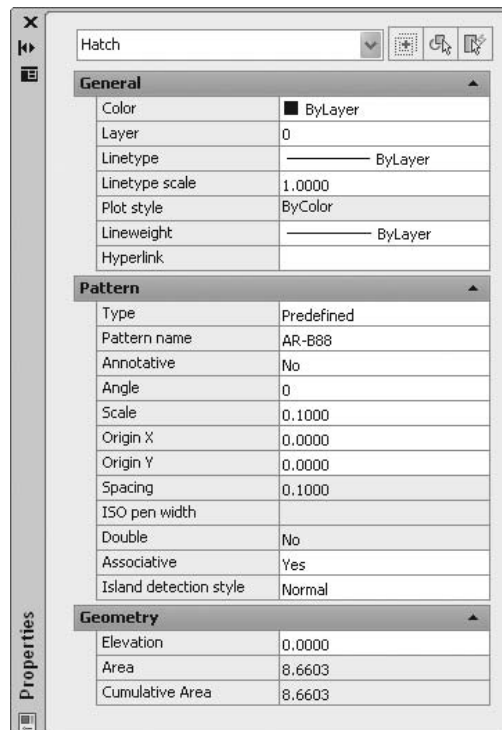 Hatch
General
Color ByLayer
Layer 0
Linetype ByLayer
Linetype scale 1.0000
Plot style ByColor
Lineweight ByLayer
Hyperlink
Pattern
Type Predefined
Pattern name AR-B88
Annotative No
Angle 0
Scale 0.1000
Origin X 0.0000
Origin Y 0.0000
Spacing 0.1000
ISO pen width
Double No
Associative Yes
Island detection style Normal
Geometry
Elevation 0.0000
Area 8.6603
Cumulative Area 8.6603
Properties